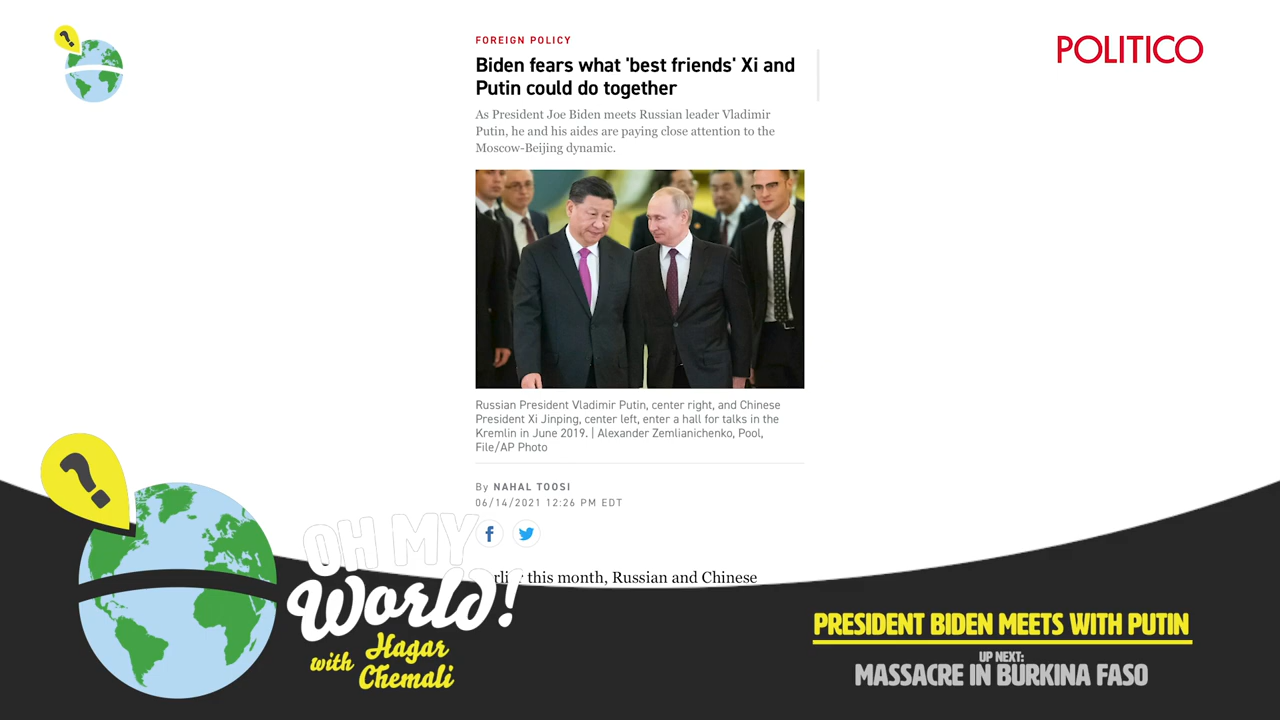 ?
POLITICO
FOREIGN POLICY
Biden fears what 'best friends' Xi and
Putin could do together
As President Joe Biden meets Russian leader Vladimir
Putin, he and his aides are paying close attention to the
Moscow-Beijing dynamic.
Russian President Vladimir Putin, center right, and Chinese
President Xi Jinping, center left, enter a hall for talks in the
Kremlin in June 2019. | Alexander Zemlianichenko, Pool,
File/AP Photo
By NAHAL TOOSI
06/14/2021 12:26 PM EDT
f
rlier this month, Russian and Chinese
?
OH MY
World!
with Hagar
Chemali
PRESIDENT BIDEN MEETS WITH PUTIN
UP NEXT:
MASSACRE IN BURKINA FASO